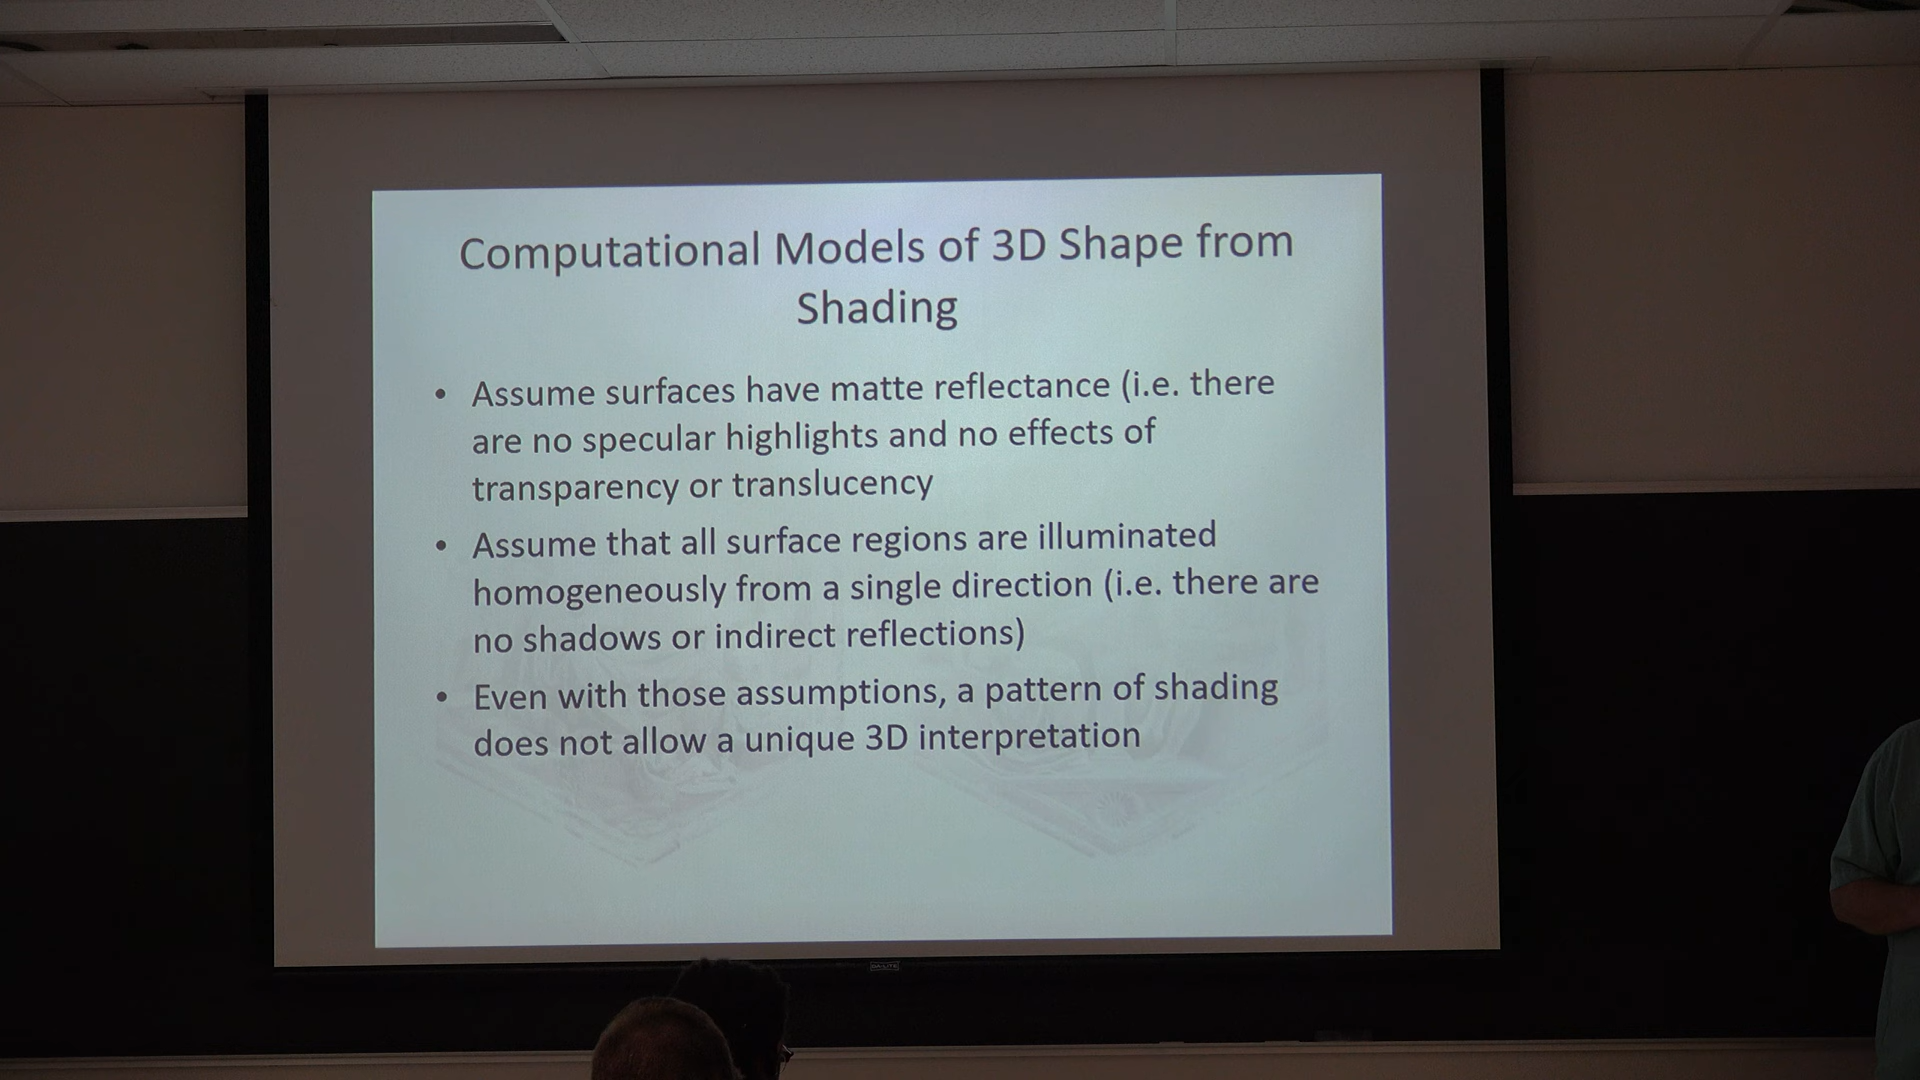 Computational Models of 3D Shape from
Shading
• Assume surfaces have matte reflectance (i.e. there
are no specular highlights and no effects of
transparency or translucency
• Assume that all surface regions are illuminated
homogeneously from a single direction (i.e. there are
no shadows or indirect reflections)
• Even with those assumptions, a pattern of shading
does not allow a unique 3D interpretation
DA-LITE